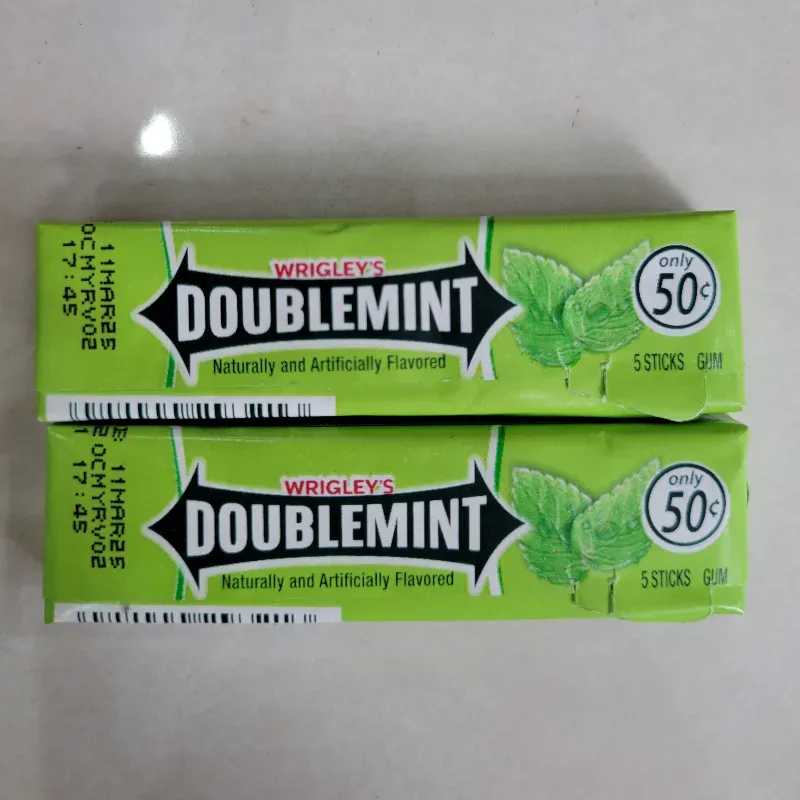 11MAR25
OCMYRV02
17:45
WRIGLEY'S
DOUBLEMINT
Naturally and Artificially Flavored
only
50¢
5 STICKS GUM
11MAR25
OCMYRV02
17:45
WRIGLEY'S
DOUBLEMINT
Naturally and Artificially Flavored
only
50¢
5 STICKS GUM